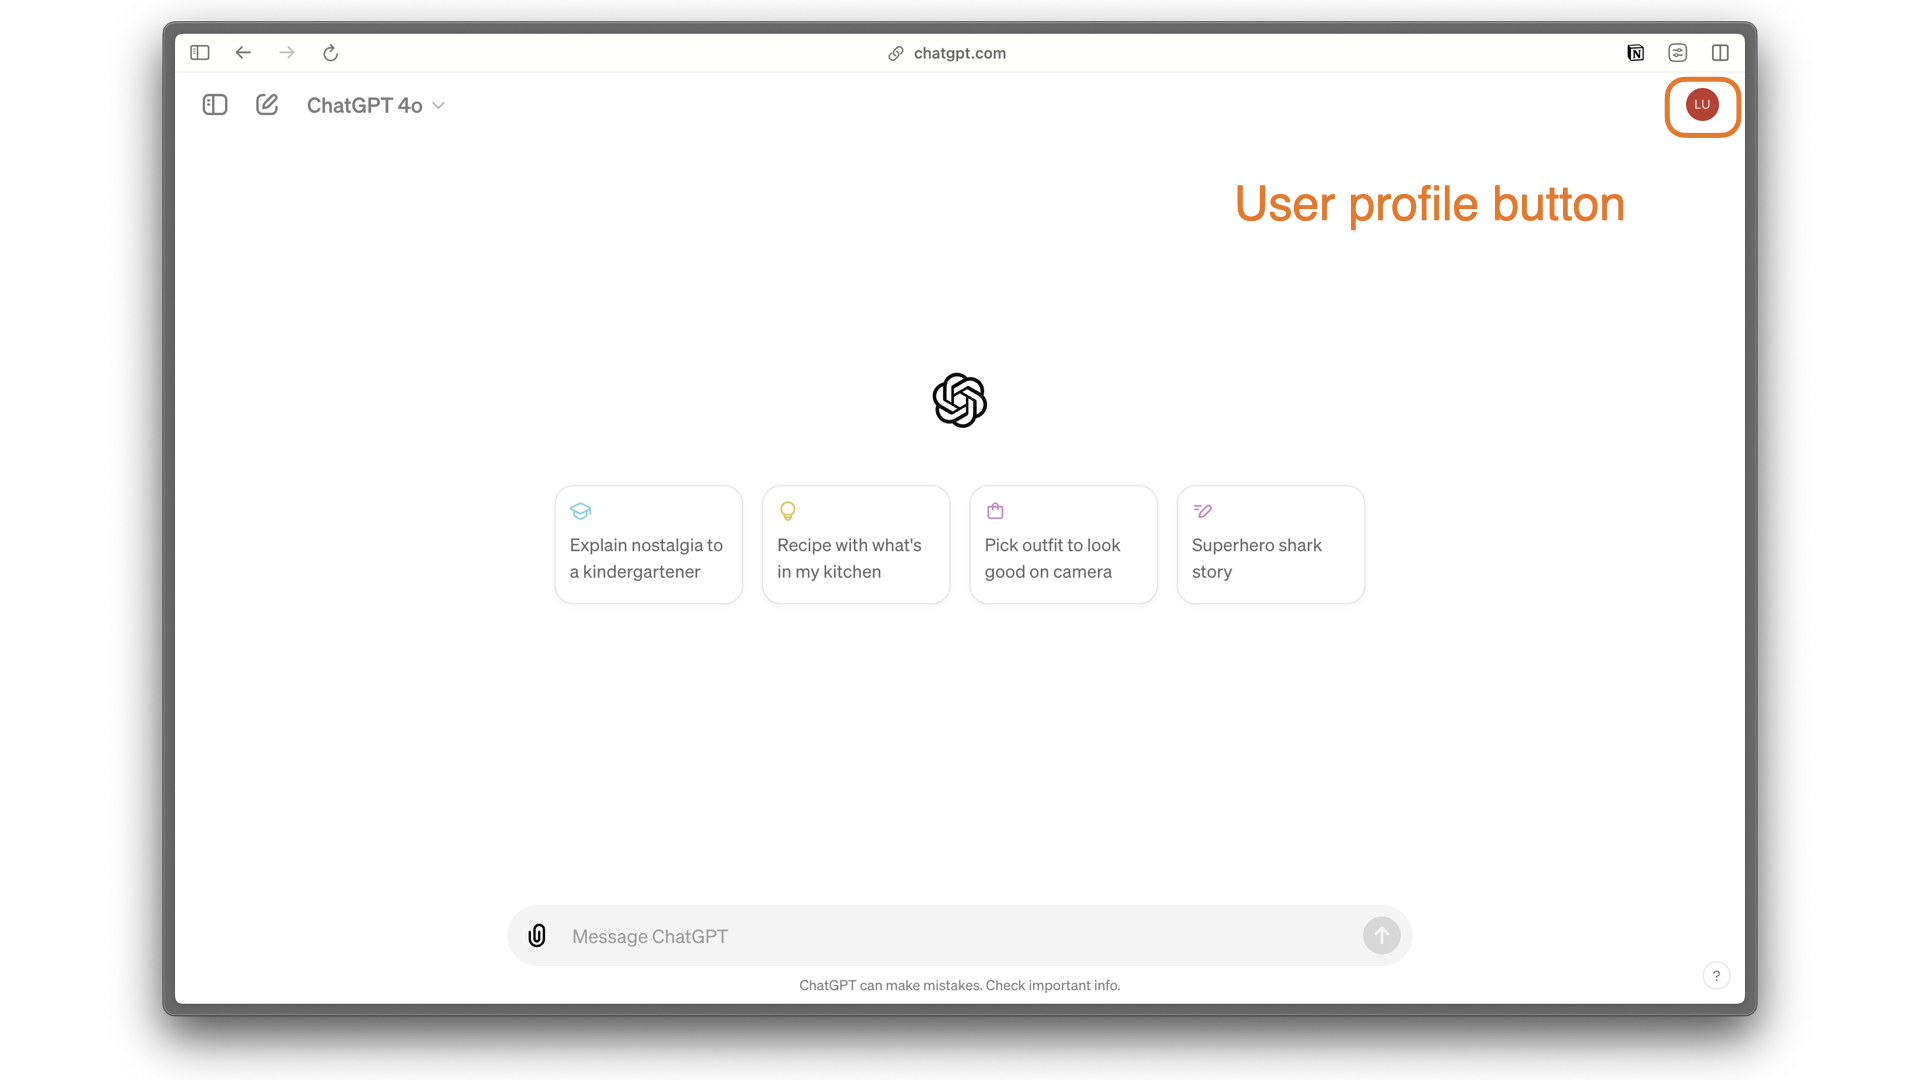 chatgpt.com
ChatGPT 4o
LU
User profile button
Explain nostalgia to
a kindergartener
Recipe with what's
in my kitchen
Pick outfit to look
good on camera
Superhero shark
story
Message ChatGPT
ChatGPT can make mistakes. Check important info.
?